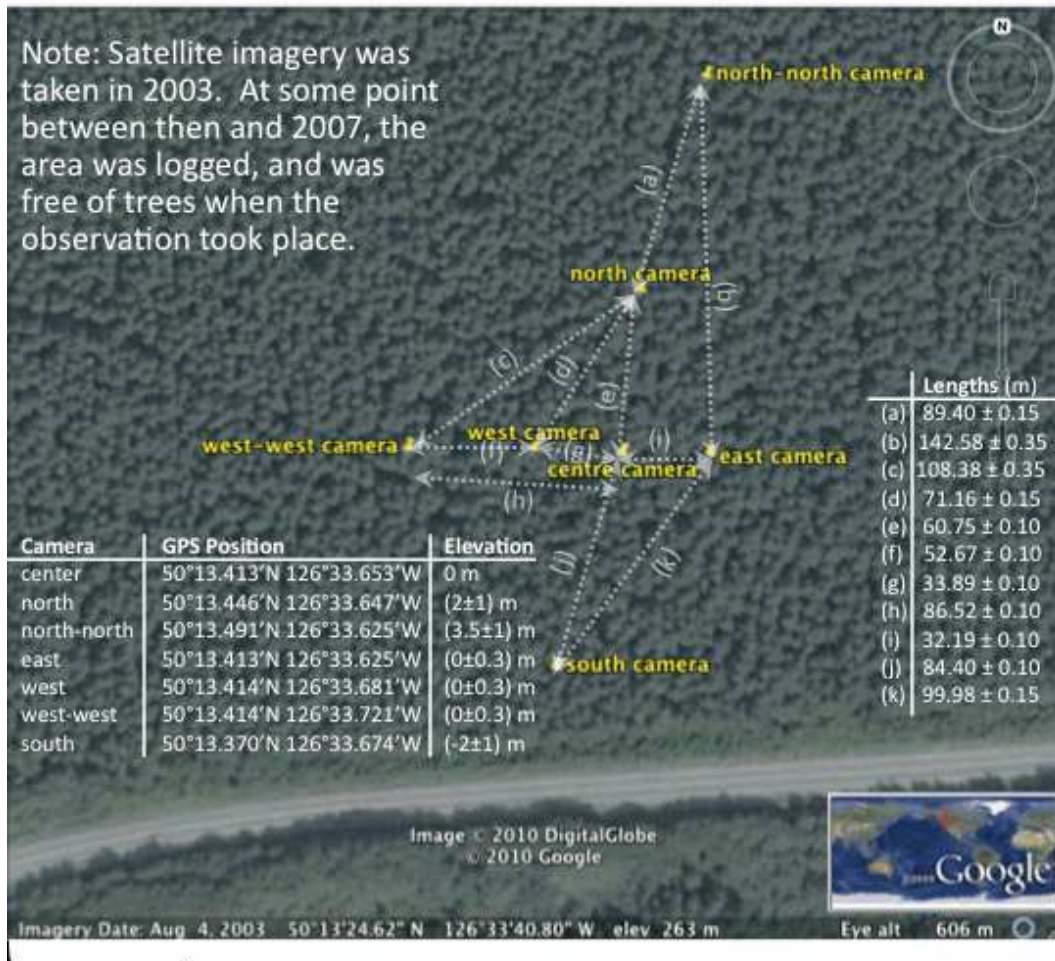 Note: Satellite imagery was
taken in 2003. At some point
between then and 2007, the
area was logged, and was
free of trees when the
observation took place.
N
north-north camera
(a)
north camera
(b)
(c)
(d)
(e)
west-west camera
west camera
(f)
(g)
(i)
centre camera
east camera
(h)
(j)
(k)
south camera
Lengths (m)
(a) 89.40 ± 0.15
(b) 142.58 ± 0.35
(c) 108.38 ± 0.35
(d) 71.16 ± 0.15
(e) 60.75 ± 0.10
(f) 52.67 ± 0.10
(g) 33.89 ± 0.10
(h) 86.52 ± 0.10
(i) 32.19 ± 0.10
(j) 84.40 ± 0.10
(k) 99.98 ± 0.15
Camera GPS Position Elevation
center 50°13.413’N 126°33.653’W 0 m
north 50°13.446’N 126°33.647’W (2±1) m
north-north 50°13.491’N 126°33.625’W (3.5±1) m
east 50°13.413’N 126°33.625’W (0±0.3) m
west 50°13.414’N 126°33.681’W (0±0.3) m
west-west 50°13.414’N 126°33.721’W (0±0.3) m
south 50°13.370’N 126°33.674’W (-2±1) m
Image © 2010 DigitalGlobe
© 2010 Google
Google
Imagery Date: Aug 4, 2003 50°13'24.62" N 126°33'40.80" W elev 263 m Eye alt 606 m